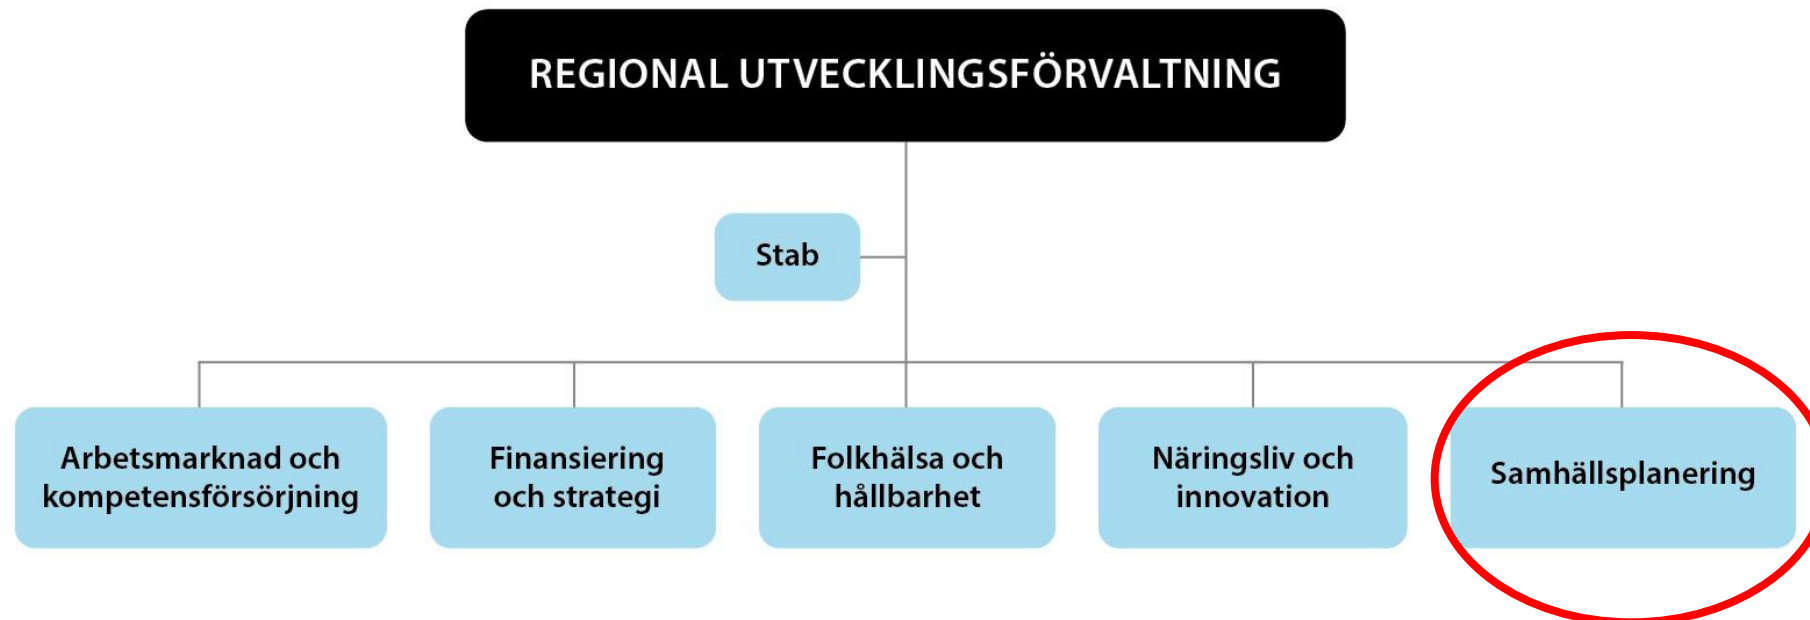 REGIONAL UTVECKLINGSFÖRVALTNING
Stab
Arbetsmarknad och
kompetensförsörjning
Finansiering
och strategi
Folkhälsa och
hållbarhet
Näringsliv och
innovation
Samhällsplanering